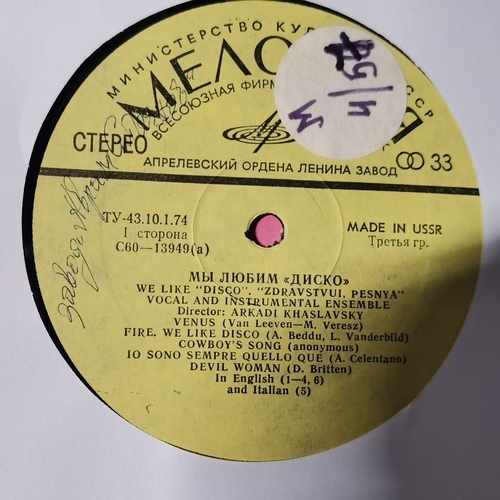 МИНИСТЕРСТВО
МЕЛО
ВСЕСОЮЗНАЯ ФИРМ
СССР
СТЕРЕО
33
АПРЕЛЕВСКИЙ ОРДЕНА ЛЕНИНА ЗАВОД
ТУ-43.10.1.74
I сторона
С60—13949(а)
MADE IN USSR
Третья гр.
МЫ ЛЮБИМ «ДИСКО»
WE LIKE "DISCO". "ZDRAVSTVUI, PESNYA"
VOCAL AND INSTRUMENTAL ENSEMBLE
Director: ARKADI KHASLAVSKY
VENUS (Van Leeven—M. Veresz)
FIRE. WE LIKE DISCO (A. Beddu, L. Vanderbild)
COWBOY'S SONG (anonymous)
IO SONO SEMPRE QUELLO QUE (A. Celentano)
DEVIL WOMAN (D. Britten)
In English (1—4, 6)
and Italian (5)